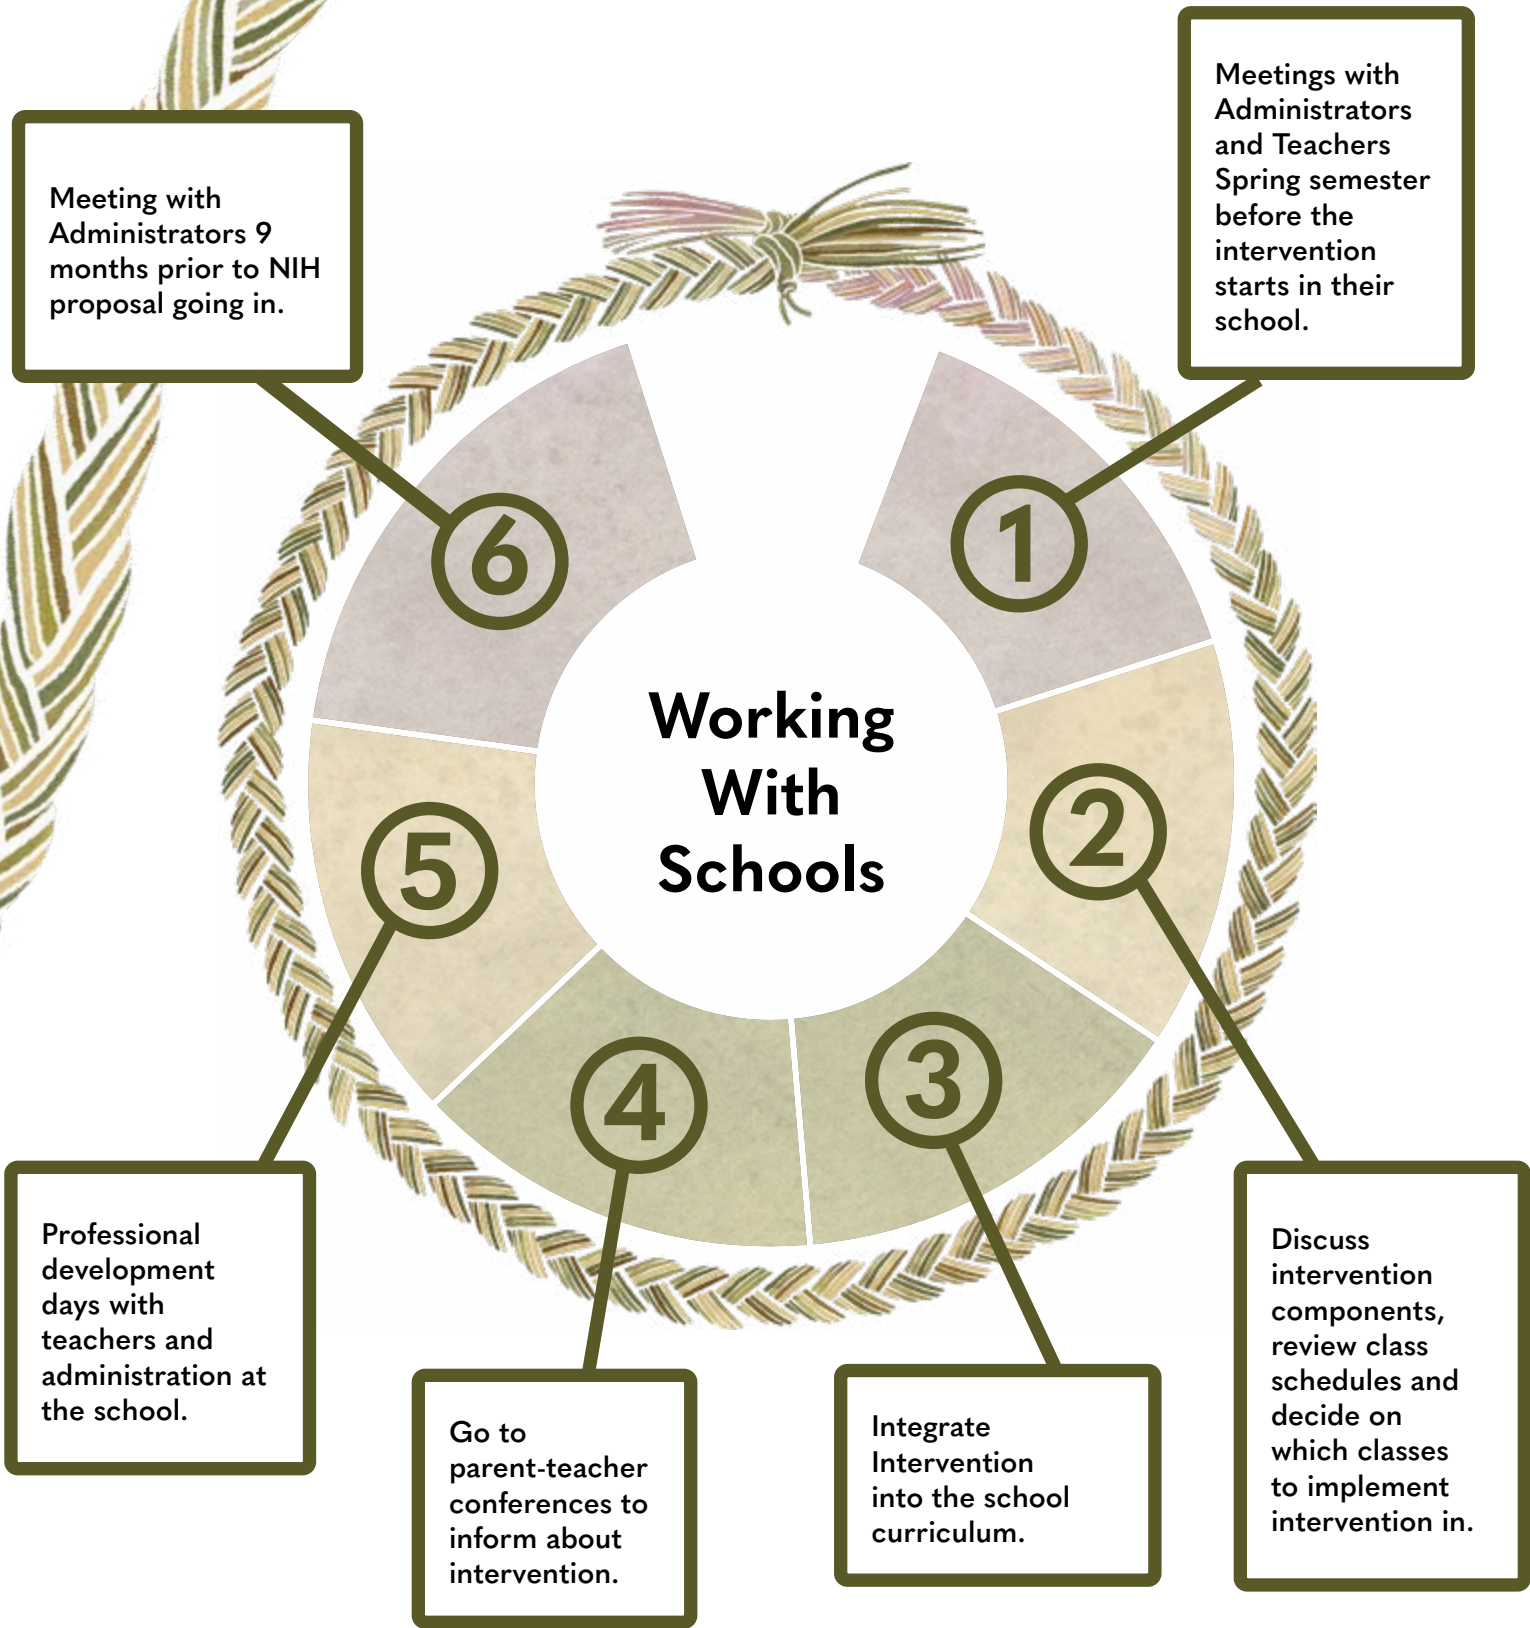 Working
With
Schools
1
Meetings with
Administrators
and Teachers
Spring semester
before the
intervention
starts in their
school.
2
Discuss
intervention
components,
review class
schedules and
decide on
which classes
to implement
intervention in.
3
Integrate
Intervention
into the school
curriculum.
4
Go to
parent-teacher
conferences to
inform about
intervention.
5
Professional
development
days with
teachers and
administration at
the school.
6
Meeting with
Administrators 9
months prior to NIH
proposal going in.